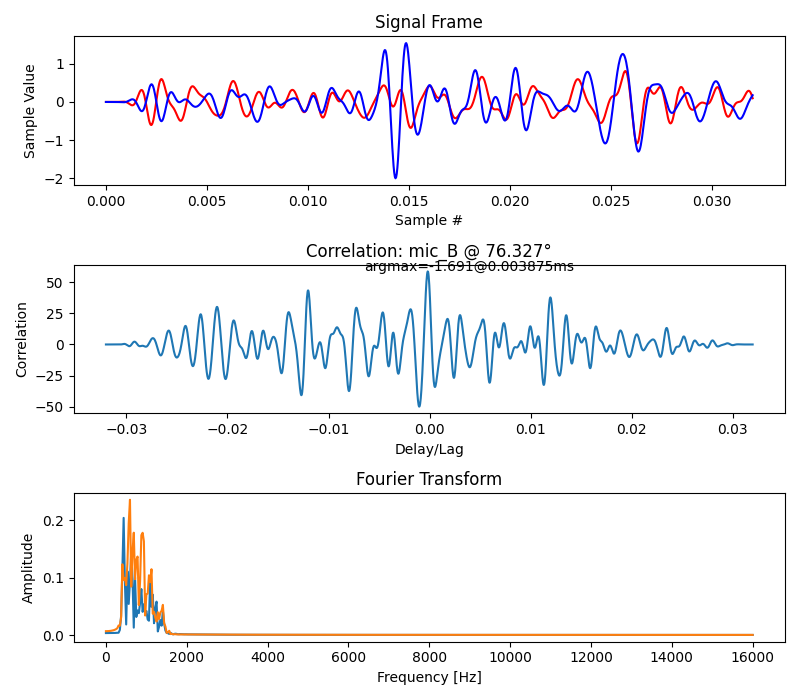 Signal Frame
Sample Value
1
0
−1
−2
0.000 0.005 0.010 0.015 0.020 0.025 0.030
Sample #
Correlation: mic_B @ 76.327°
argmax=-1.691@0.003875ms
Correlation
50
25
0
−25
−50
−0.03 −0.02 −0.01 0.00 0.01 0.02 0.03
Delay/Lag
Fourier Transform
Amplitude
0.2
0.1
0.0
0 2000 4000 6000 8000 10000 12000 14000 16000
Frequency [Hz]